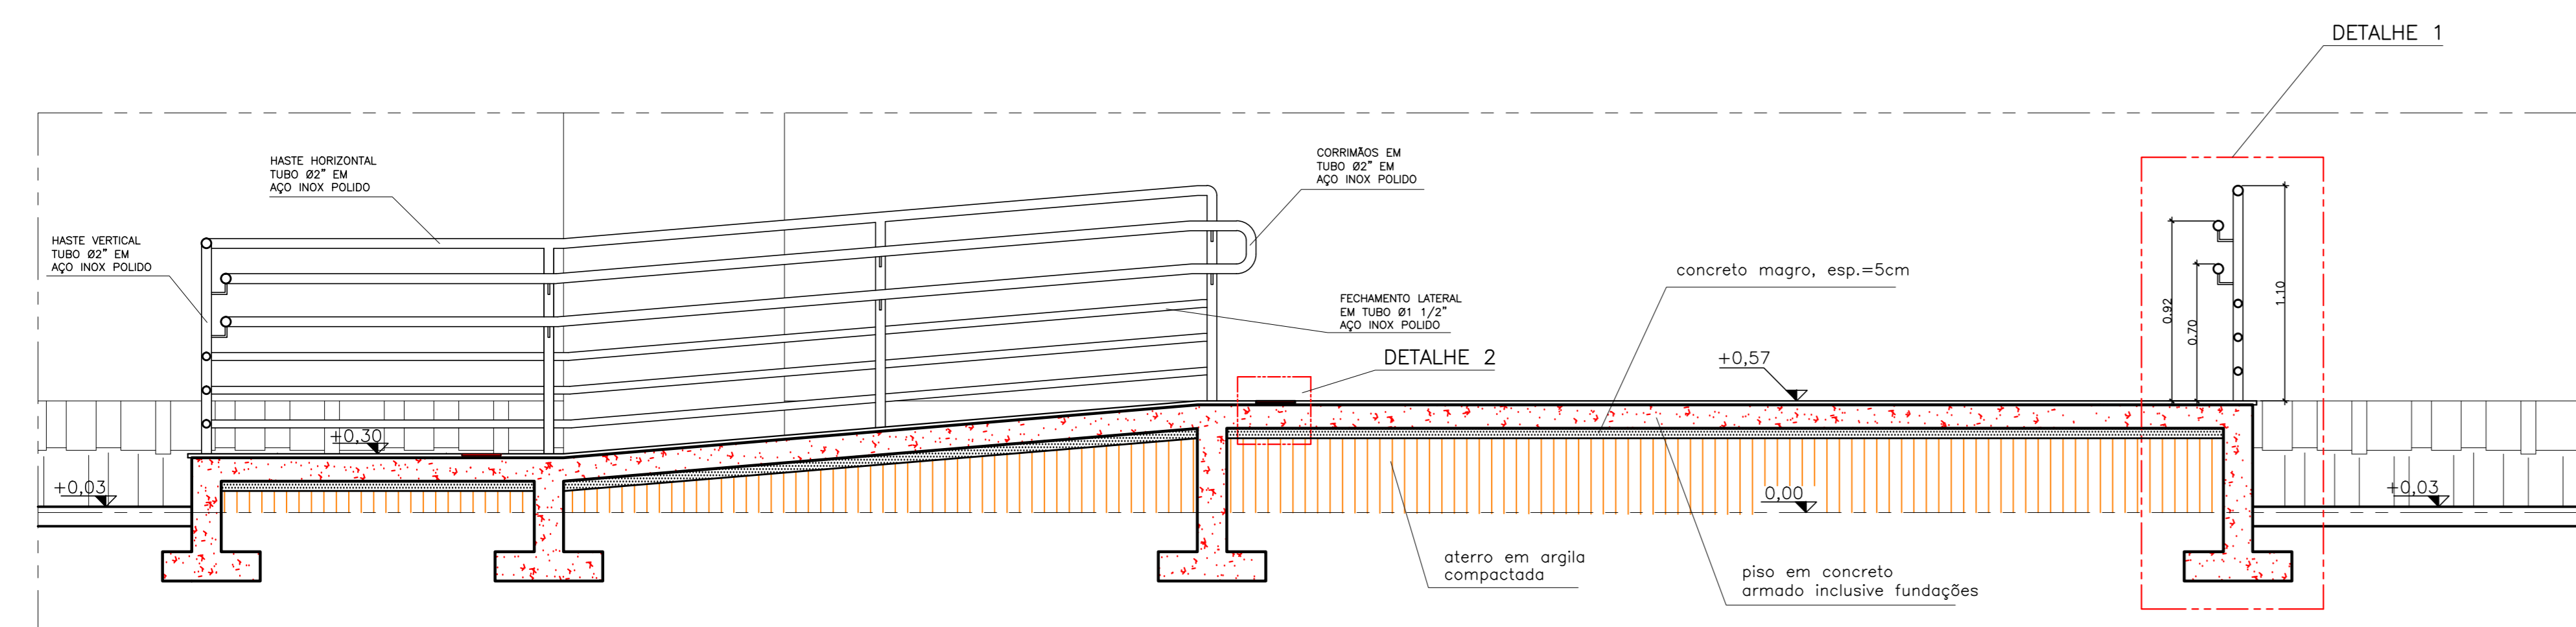 DETALHE 1
HASTE HORIZONTAL
TUBO Ø2" EM
AÇO INOX POLIDO
CORRIMÃOS EM
TUBO Ø2" EM
AÇO INOX POLIDO
HASTE VERTICAL
TUBO Ø2" EM
AÇO INOX POLIDO
concreto magro, esp.=5cm
FECHAMENTO LATERAL
EM TUBO Ø1 1/2"
AÇO INOX POLIDO
0.92
0.70
1.10
DETALHE 2
+0,57
+0,30
+0,03
0,00
+0,03
aterro em argila
compactada
piso em concreto
armado inclusive fundações